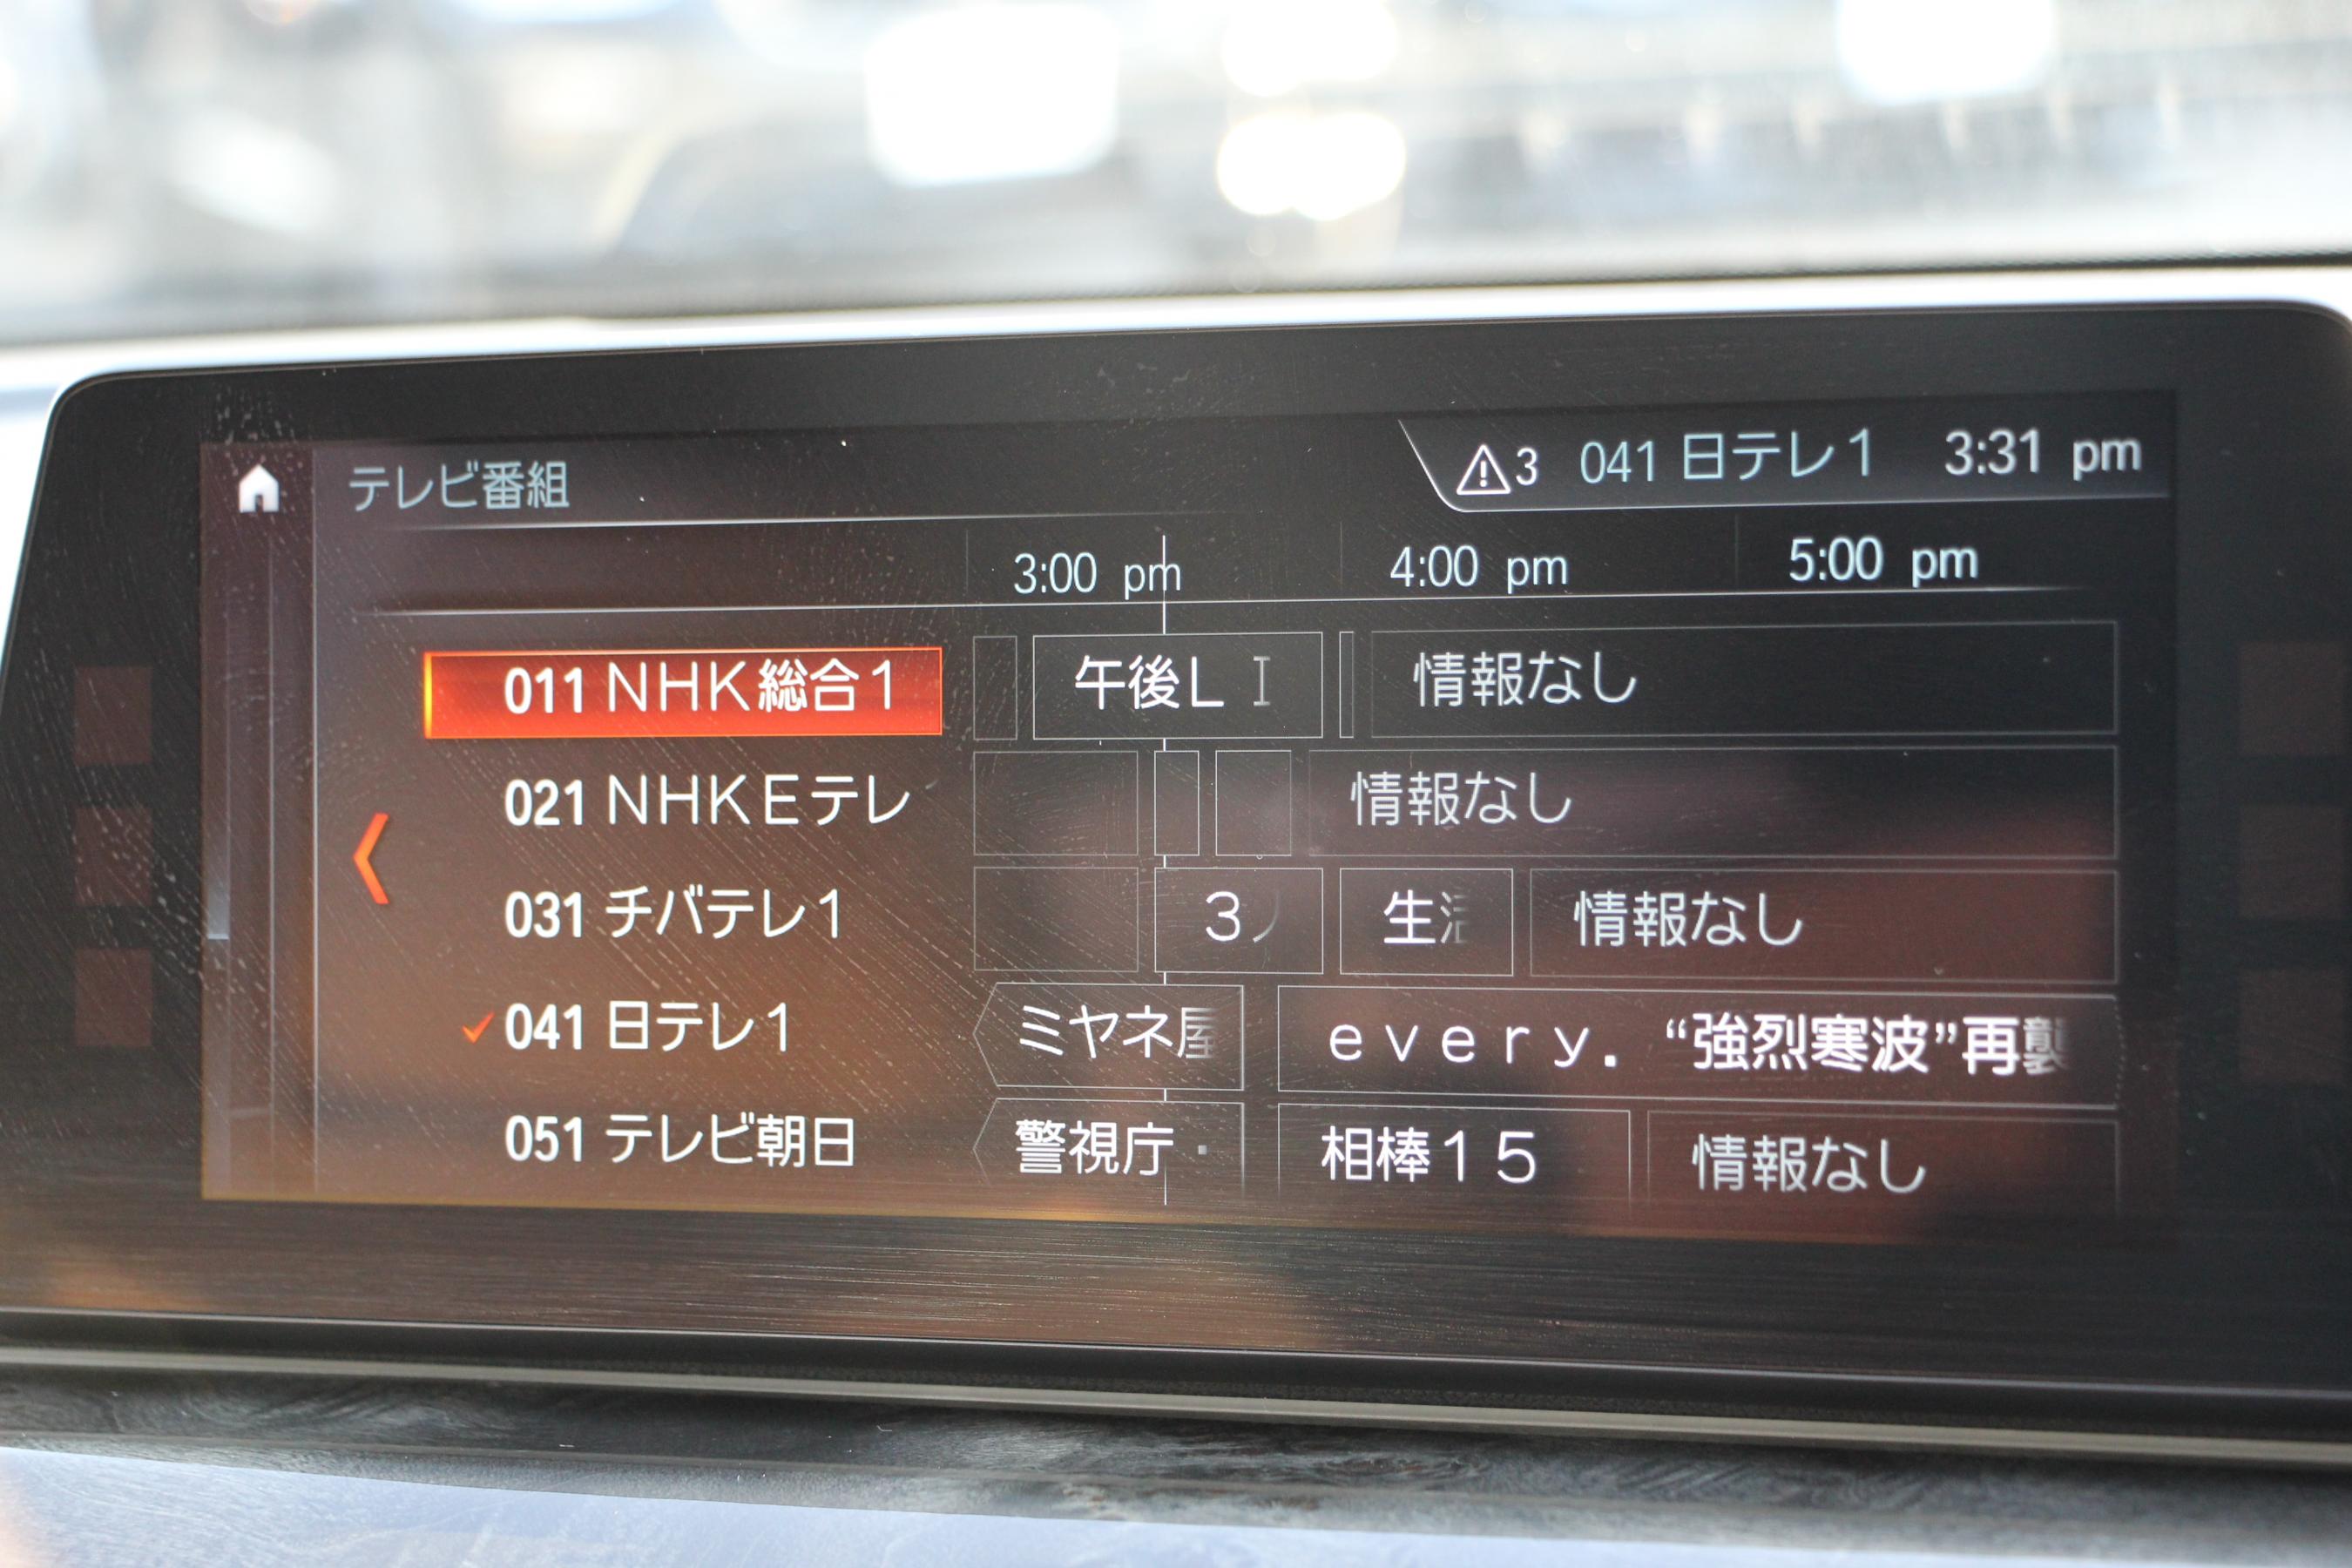 テレビ番組
3 041 日テレ1 3:31 pm
3:00 pm 4:00 pm 5:00 pm
011 NHK総合1 午後L 情報なし
021 NHKEテレ 情報なし
031 チバテレ1 3 生活 情報なし
041 日テレ1 ミヤネ屋 every. “強烈寒波”再襲
051 テレビ朝日 警視庁・ 相棒15 情報なし